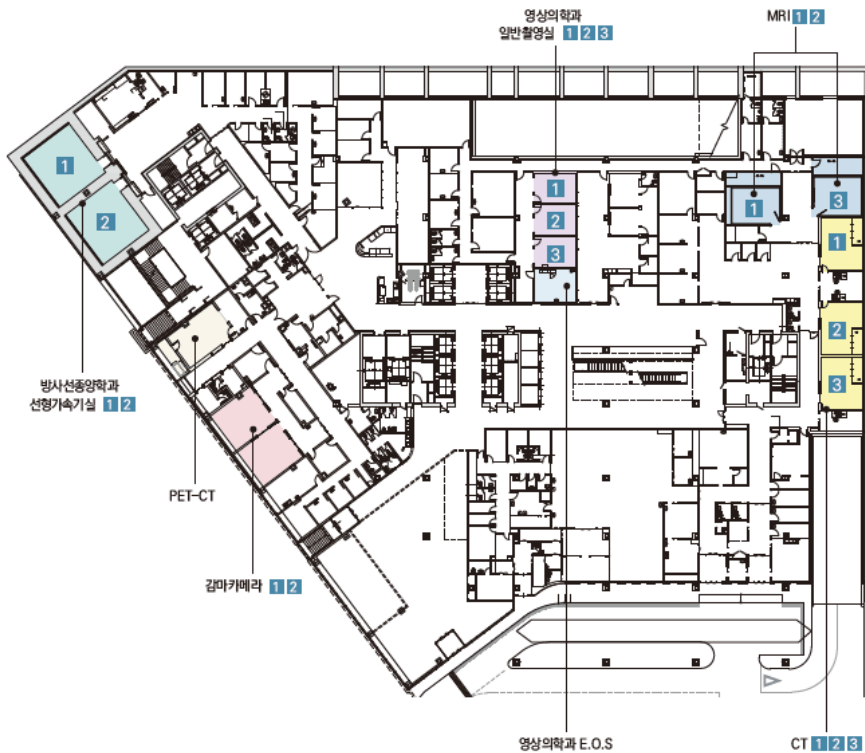 영상의학과
일반촬영실 1 2 3
MRI 1 2
1
2
1
2
3
1
3
1
2
3
방사선종양학과
선형가속기실 1 2
PET-CT
감마카메라 1 2
영상의학과 E.O.S
CT 1 2 3